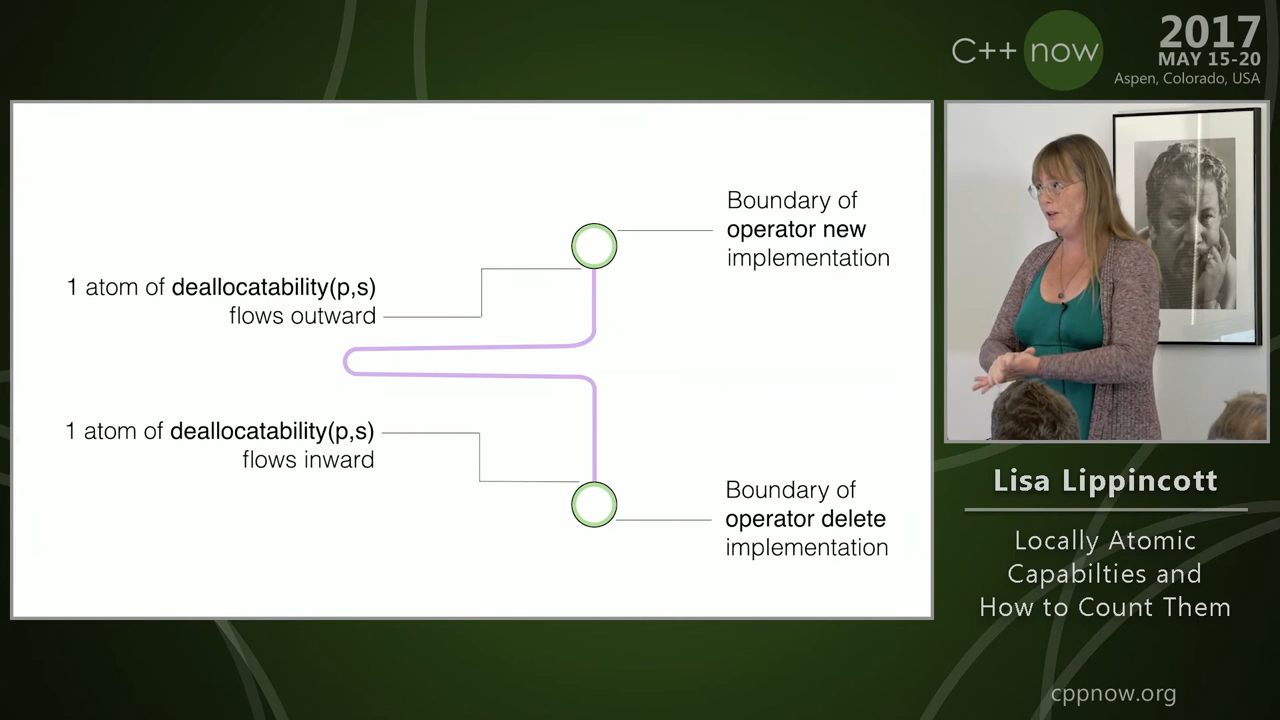 C++ now
2017
MAY 15-20
Aspen, Colorado, USA
Boundary of
operator new
implementation
1 atom of deallocatability(p,s)
flows outward
1 atom of deallocatability(p,s)
flows inward
Boundary of
operator delete
implementation
Lisa Lippincott
Locally Atomic
Capabilties and
How to Count Them
cppnow.org